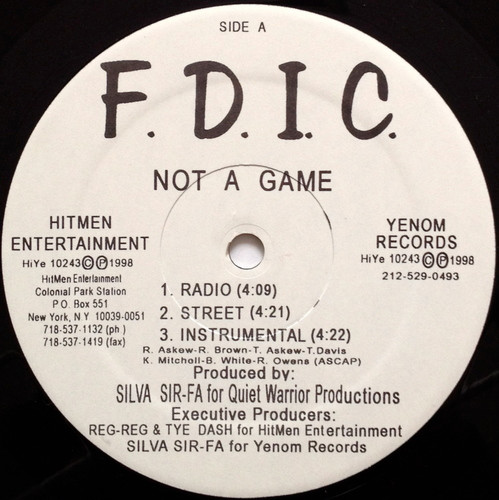 SIDE A
F. D. I. C.
NOT A GAME
HITMEN
ENTERTAINMENT
HiYe 10243 © ℗ 1998
HitMen Entertainment
Colonial Park Station
P O. Box 551
New York, N Y 10039-0051
718-537-1132 (ph )
718-537-1419 (fax)
YENOM
RECORDS
HiYe 10243 © ℗ 1998
212-529-0493
1. RADIO (4:09)
2. STREET (4:21)
3. INSTRUMENTAL (4:22)
R. Askew-R. Brown-T. Askew-T.Davis
K. Mitcholl-B. White-R. Owens (ASCAP)
Produced by:
SILVA SIR-FA for Quiet Warrior Productions
Executive Producers:
REG-REG & TYE DASH for HitMen Entertainment
SILVA SIR-FA for Yenom Records